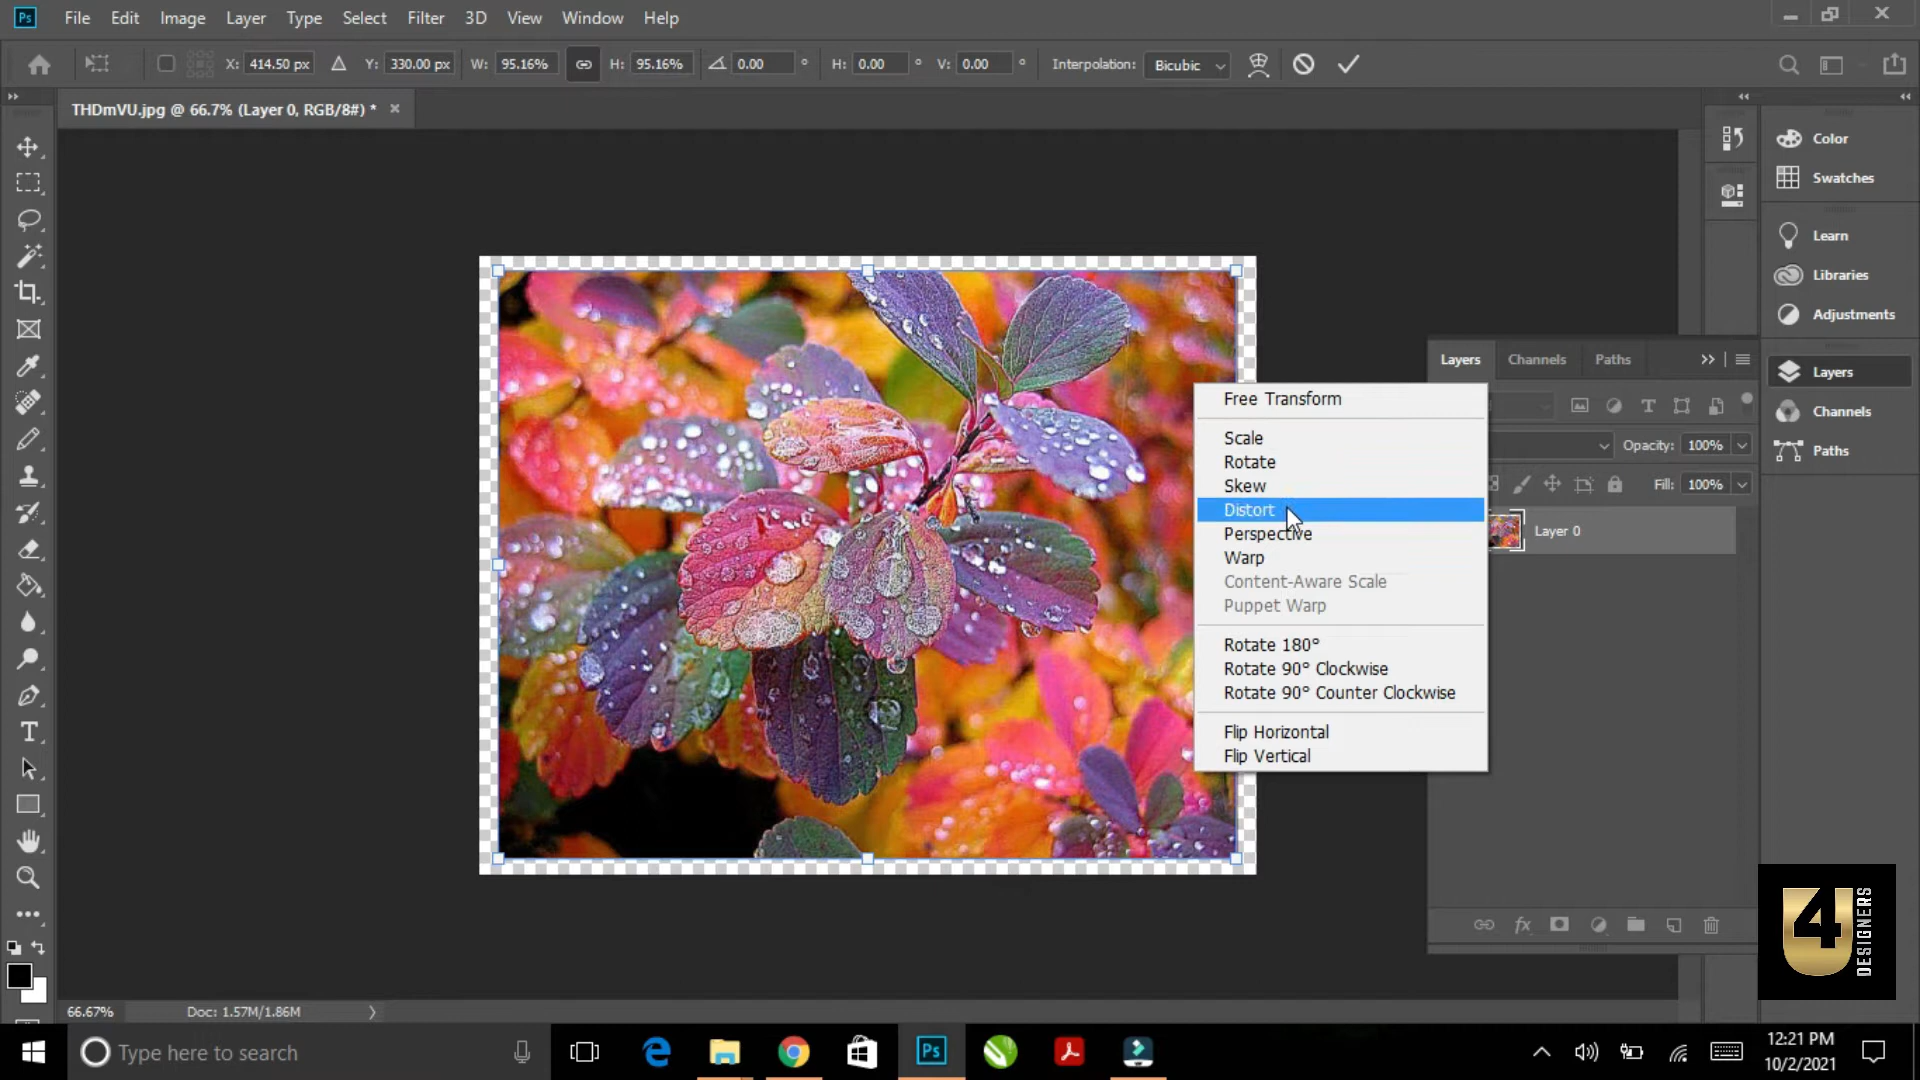 Ps File Edit Image Layer Type Select Filter 3D View Window Help
X: 414.50 px Y: 330.00 px W: 95.16% H: 95.16% 0.00 ° H: 0.00 ° V: 0.00 ° Interpolation: Bicubic
THDmVU.jpg @ 66.7% (Layer 0, RGB/8#) *
Color
Swatches
Learn
Libraries
Adjustments
Layers
Channels
Paths
Layers Channels Paths
Opacity: 100%
Fill: 100%
Layer 0
fx
Free Transform
Scale
Rotate
Skew
Distort
Perspective
Warp
Content-Aware Scale
Puppet Warp
Rotate 180°
Rotate 90° Clockwise
Rotate 90° Counter Clockwise
Flip Horizontal
Flip Vertical
4U DESIGNERS
66.67% Doc: 1.57M/1.86M
Type here to search
Ps
12:21 PM
10/2/2021